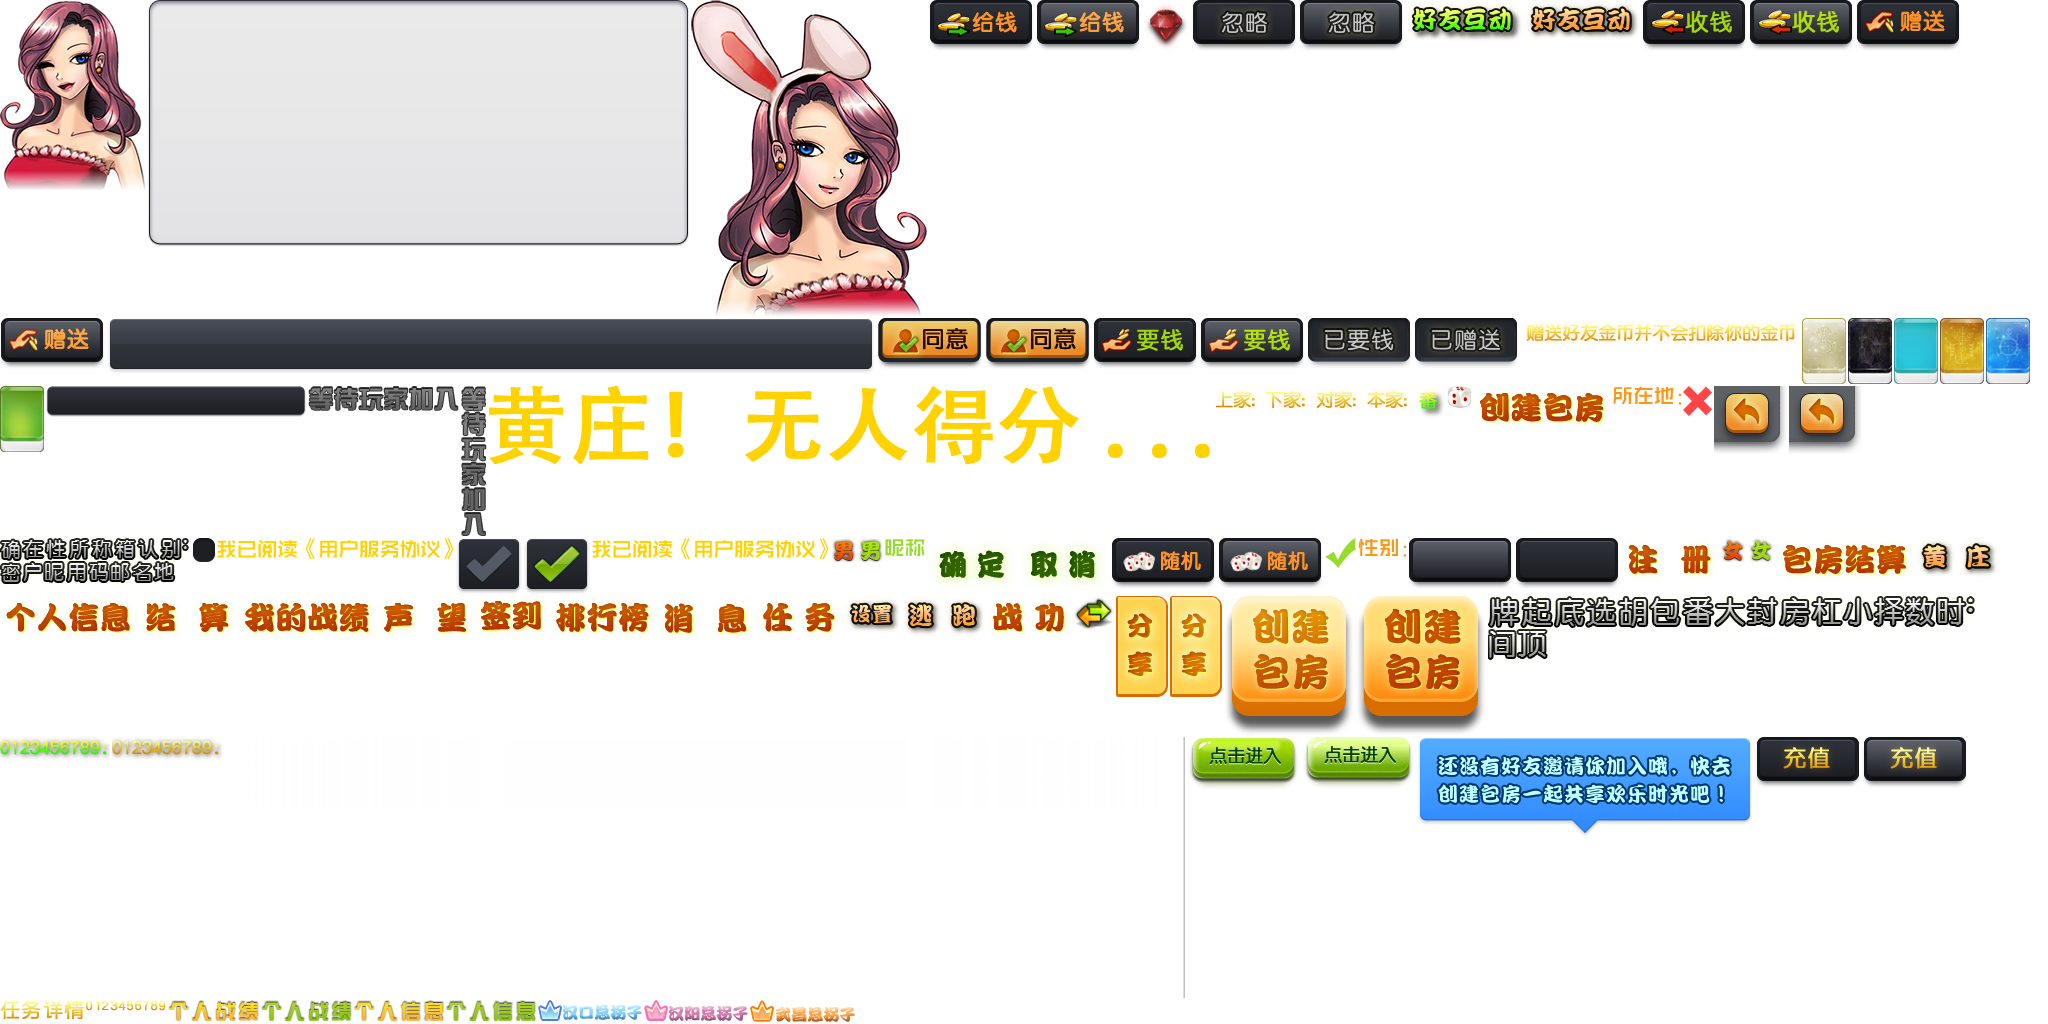 给钱 给钱 忽略 忽略 好友互动 好友互动 收钱 收钱 赠送
赠送 同意 同意 要钱 要钱 已要钱 已赠送 赠送好友金币并不会扣除你的金币
等待玩家加入 等待玩家加入 黄庄！无人得分... 上家: 下家: 对家: 本家: 番 创建包房 所在地:
确在性所称箱认别:
密户昵用码邮名地
我已阅读《用户服务协议》 我已阅读《用户服务协议》 男 男 昵称 确定 取消 随机 随机 性别: 注册 女 女 包房结算 黄庄
个人信息 结算 我的战绩 声望 签到 排行榜 消息 任务 设置 逃跑 战功 分享 分享
创建
包房
创建
包房
牌起底选胡包番大封房杠小择数时:
间顶
0123456789: 0123456789:
点击进入 点击进入
还没有好友邀请你加入哦，快去
创建包房一起共享欢乐时光吧！
充值 充值
任务详情 0123456789 个人战绩 个人战绩 个人信息 个人信息 汉口总拐子 汉阳总拐子 武昌总拐子